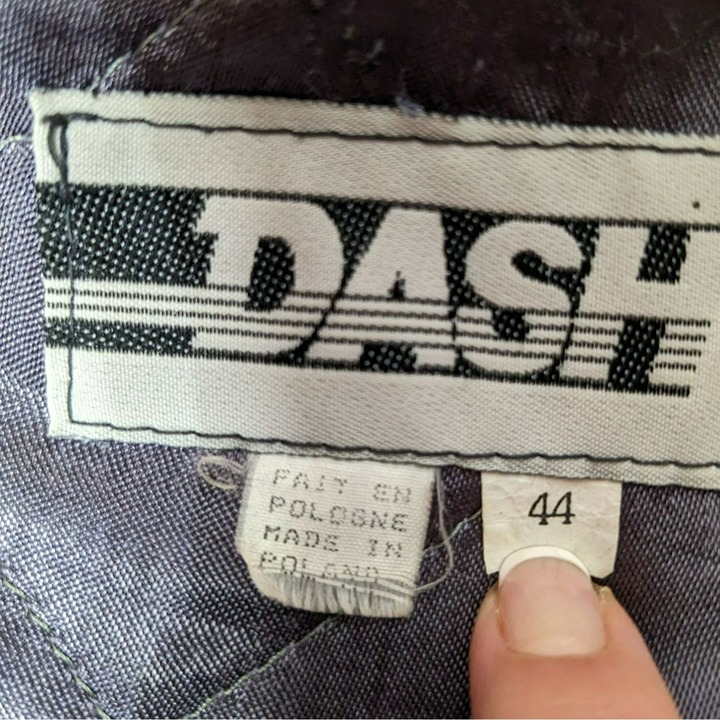 DASH
FAIT EN
POLOGNE
MADE IN
POLAND
44